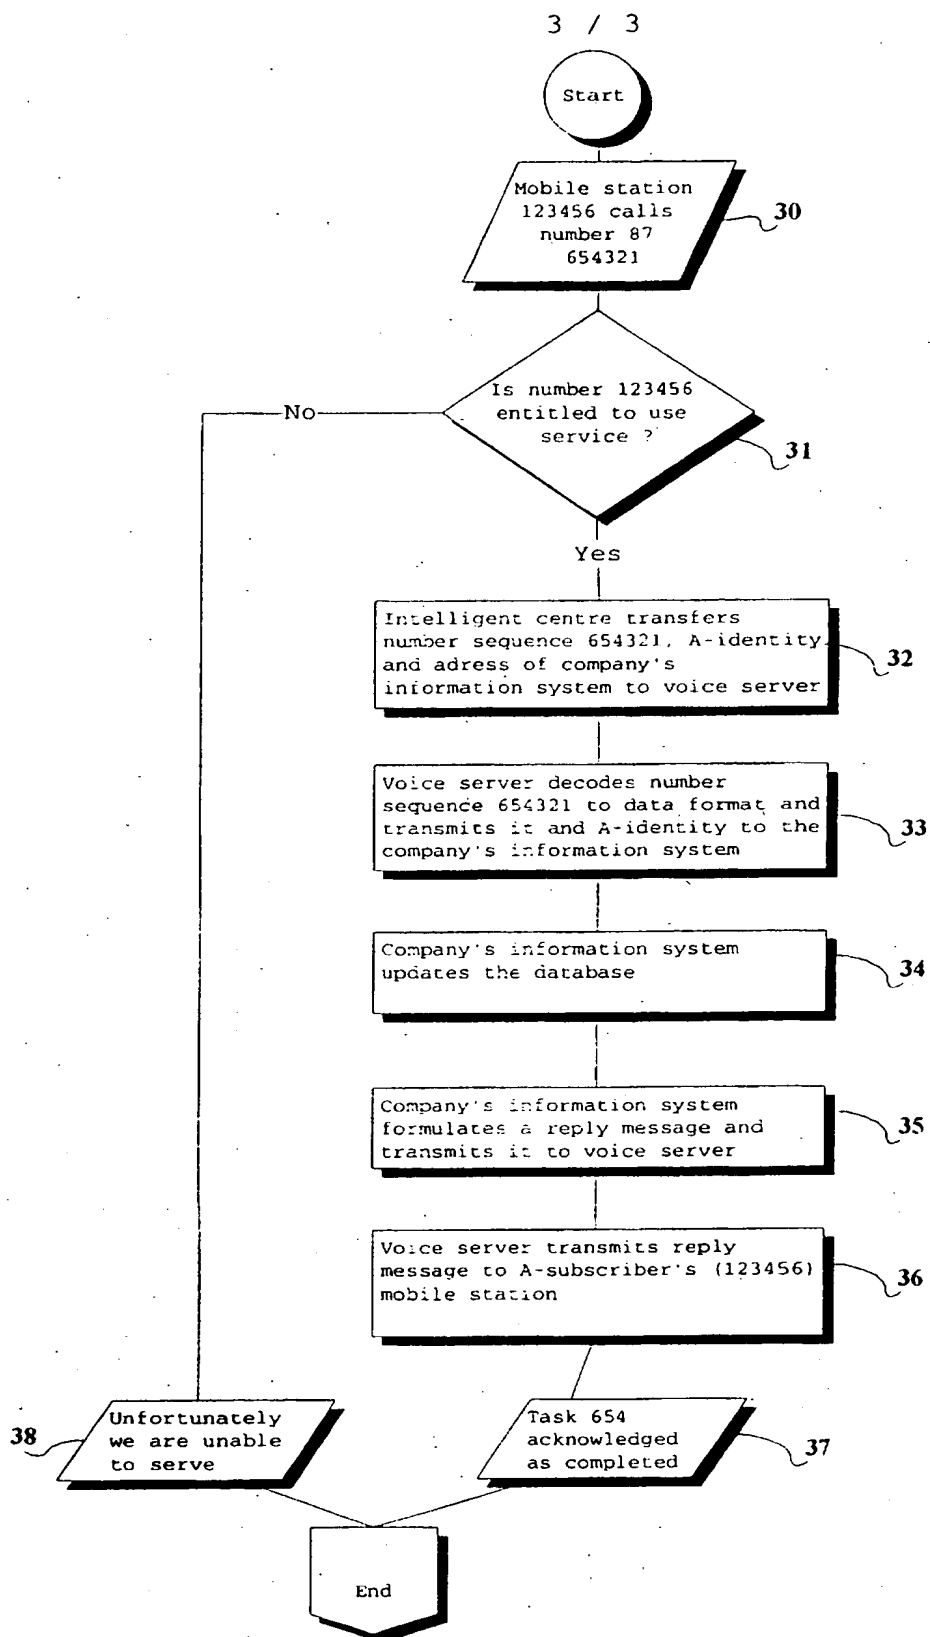 3 / 3
Start
Mobile station
123456 calls
number 87
654321
30
Is number 123456
entitled to use
service ?
31
No
Yes
Intelligent centre transfers
number sequence 654321, A-identity
and adress of company's
information system to voice server
32
Voice server decodes number
sequence 654321 to data format and
transmits it and A-identity to the
company's information system
33
Company's information system
updates the database
34
Company's information system
formulates a reply message and
transmits it to voice server
35
Voice server transmits reply
message to A-subscriber's (123456)
mobile station
36
38
Unfortunately
we are unable
to serve
Task 654
acknowledged
as completed
37
End